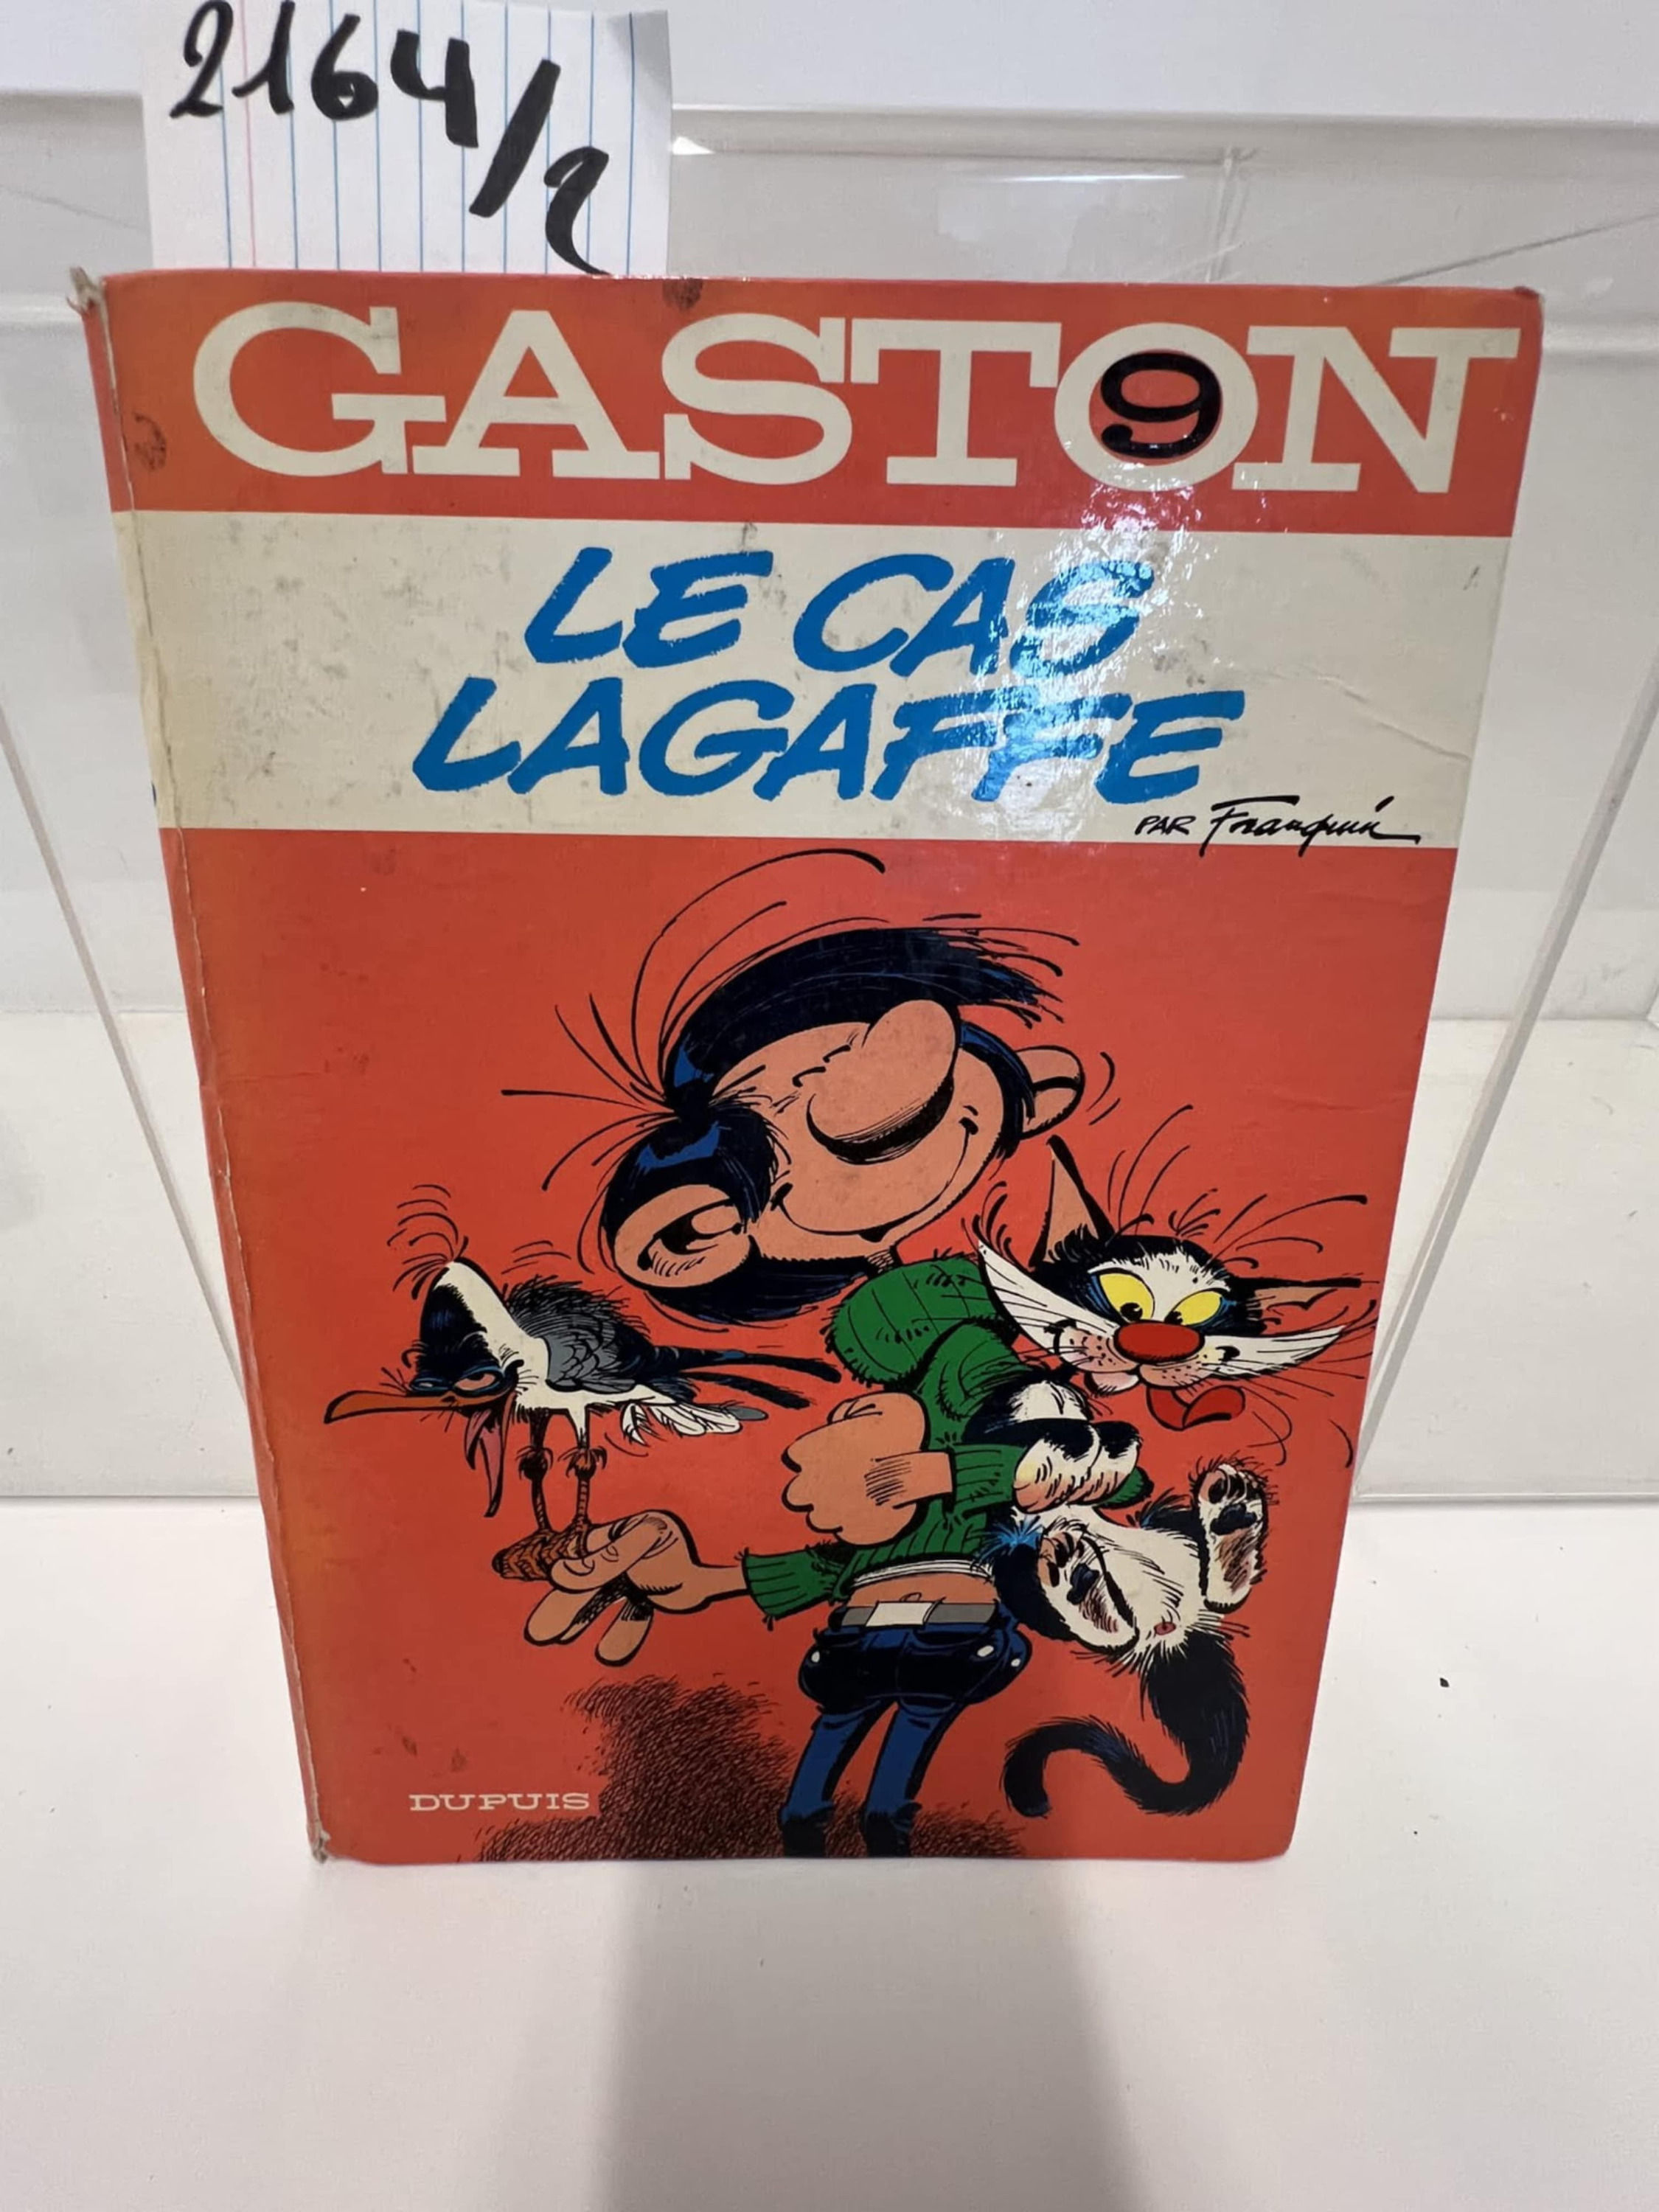 2164/2
GASTON
9
LE CAS
LAGAFFE
PAR Franquin
DUPUIS